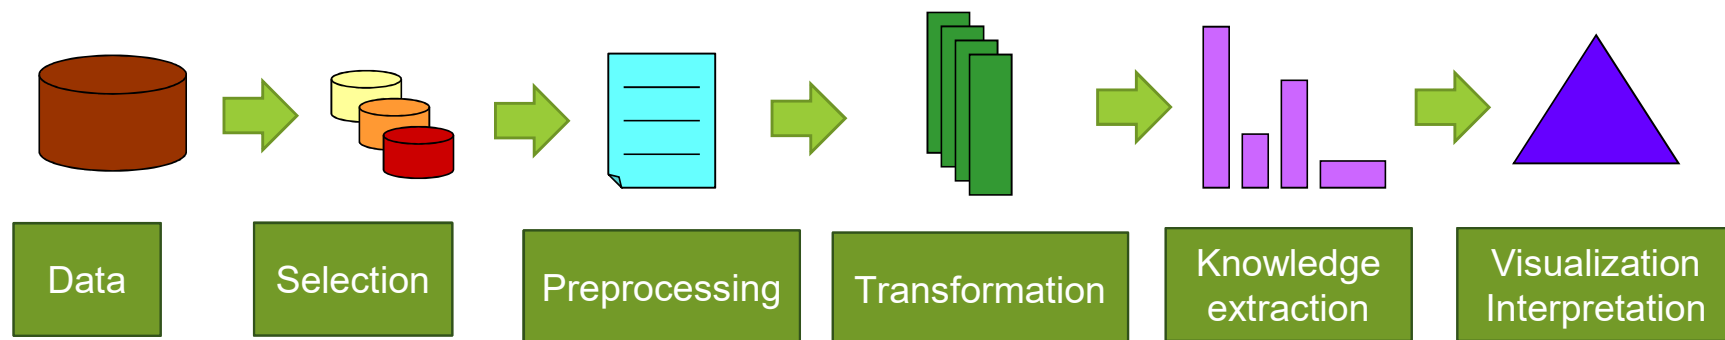 Data
Selection
Preprocessing
Transformation
Knowledge
extraction
Visualization
Interpretation